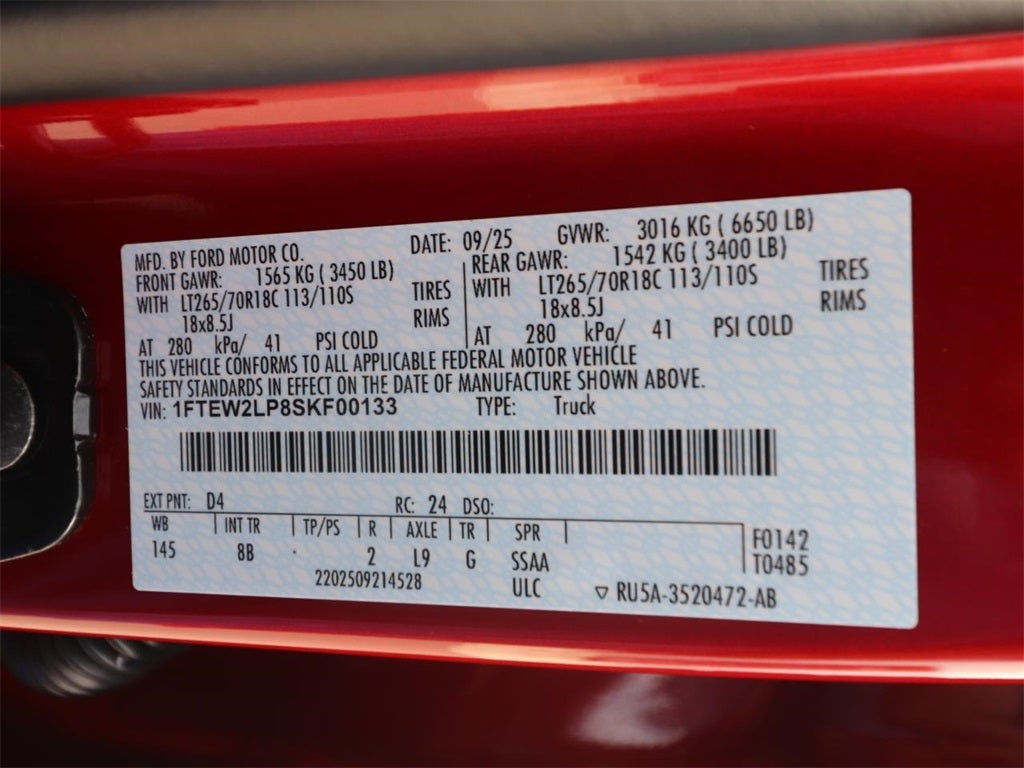 MFD. BY FORD MOTOR CO. DATE: 09/25 GVWR: 3016 KG ( 6650 LB)
FRONT GAWR: 1565 KG ( 3450 LB) REAR GAWR: 1542 KG ( 3400 LB)
WITH LT265/70R18C 113/110S TIRES WITH LT265/70R18C 113/110S TIRES
18x8.5J RIMS 18x8.5J RIMS
AT 280 kPa/ 41 PSI COLD AT 280 kPa/ 41 PSI COLD
THIS VEHICLE CONFORMS TO ALL APPLICABLE FEDERAL MOTOR VEHICLE
SAFETY STANDARDS IN EFFECT ON THE DATE OF MANUFACTURE SHOWN ABOVE.
VIN: 1FTEW2LP8SKF00133 TYPE: Truck
EXT PNT: D4 RC: 24 DSO:
WB INT TR TP/PS R AXLE TR SPR F0142
145 8B 2 L9 G SSAA T0485
2202509214528 ULC ▽ RU5A-3520472-AB